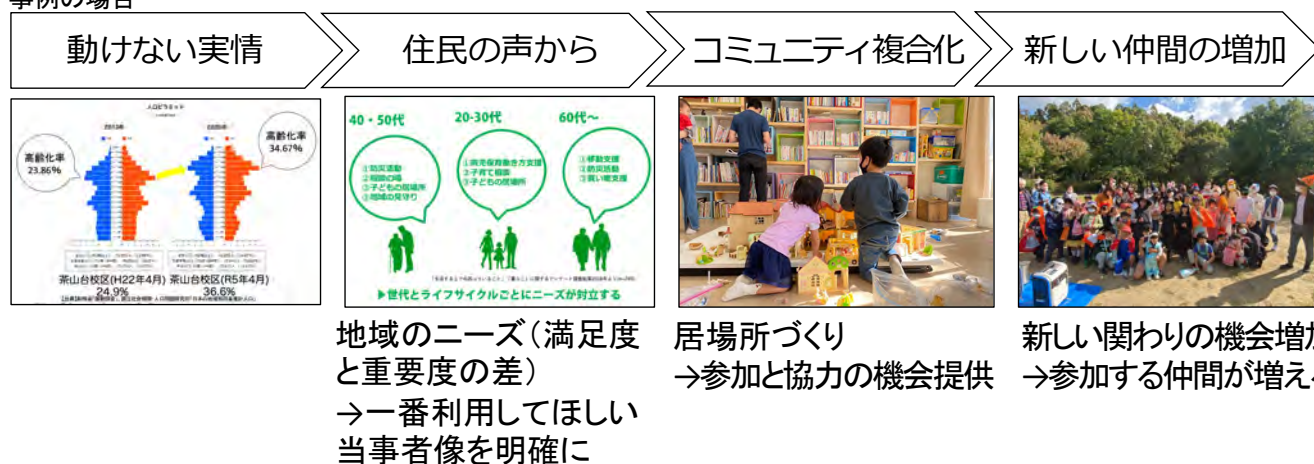 事例の場合
動けない実情
住民の声から
コミュニティ複合化
新しい仲間の増加
人口ピラミッド
高齢化率
23.86%
高齢化率
34.67%
茶山台校区(H22年4月)
24.9%
茶山台校区(R5年4月)
36.6%
40・50代
①防災活動
②相談の場
③子どもの居場所
④地域の見守り
20-30代
②子育て相談
③子どもの居場所
60代〜
①移動支援
②防災活動
③買い物支援
▶世代とライフサイクルごとにニーズが対立する
地域のニーズ(満足度
と重要度の差)
→一番利用してほしい
当事者像を明確に
居場所づくり
→参加と協力の機会提供
新しい関わりの機会増加
→参加する仲間が増え